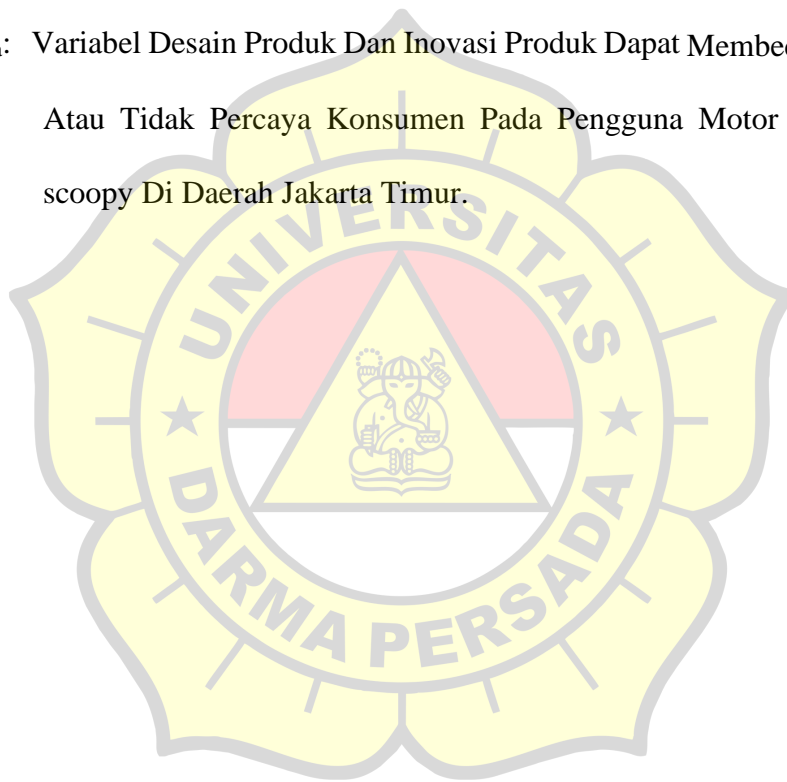 : Variabel Desain Produk Dan Inovasi Produk Dapat
Atau Tidak Percaya Konsumen Pada Pengguna Motor
scoopy Di Daerah Jakarta Timur.
UNIVERSITAS
DARMA PERSADA